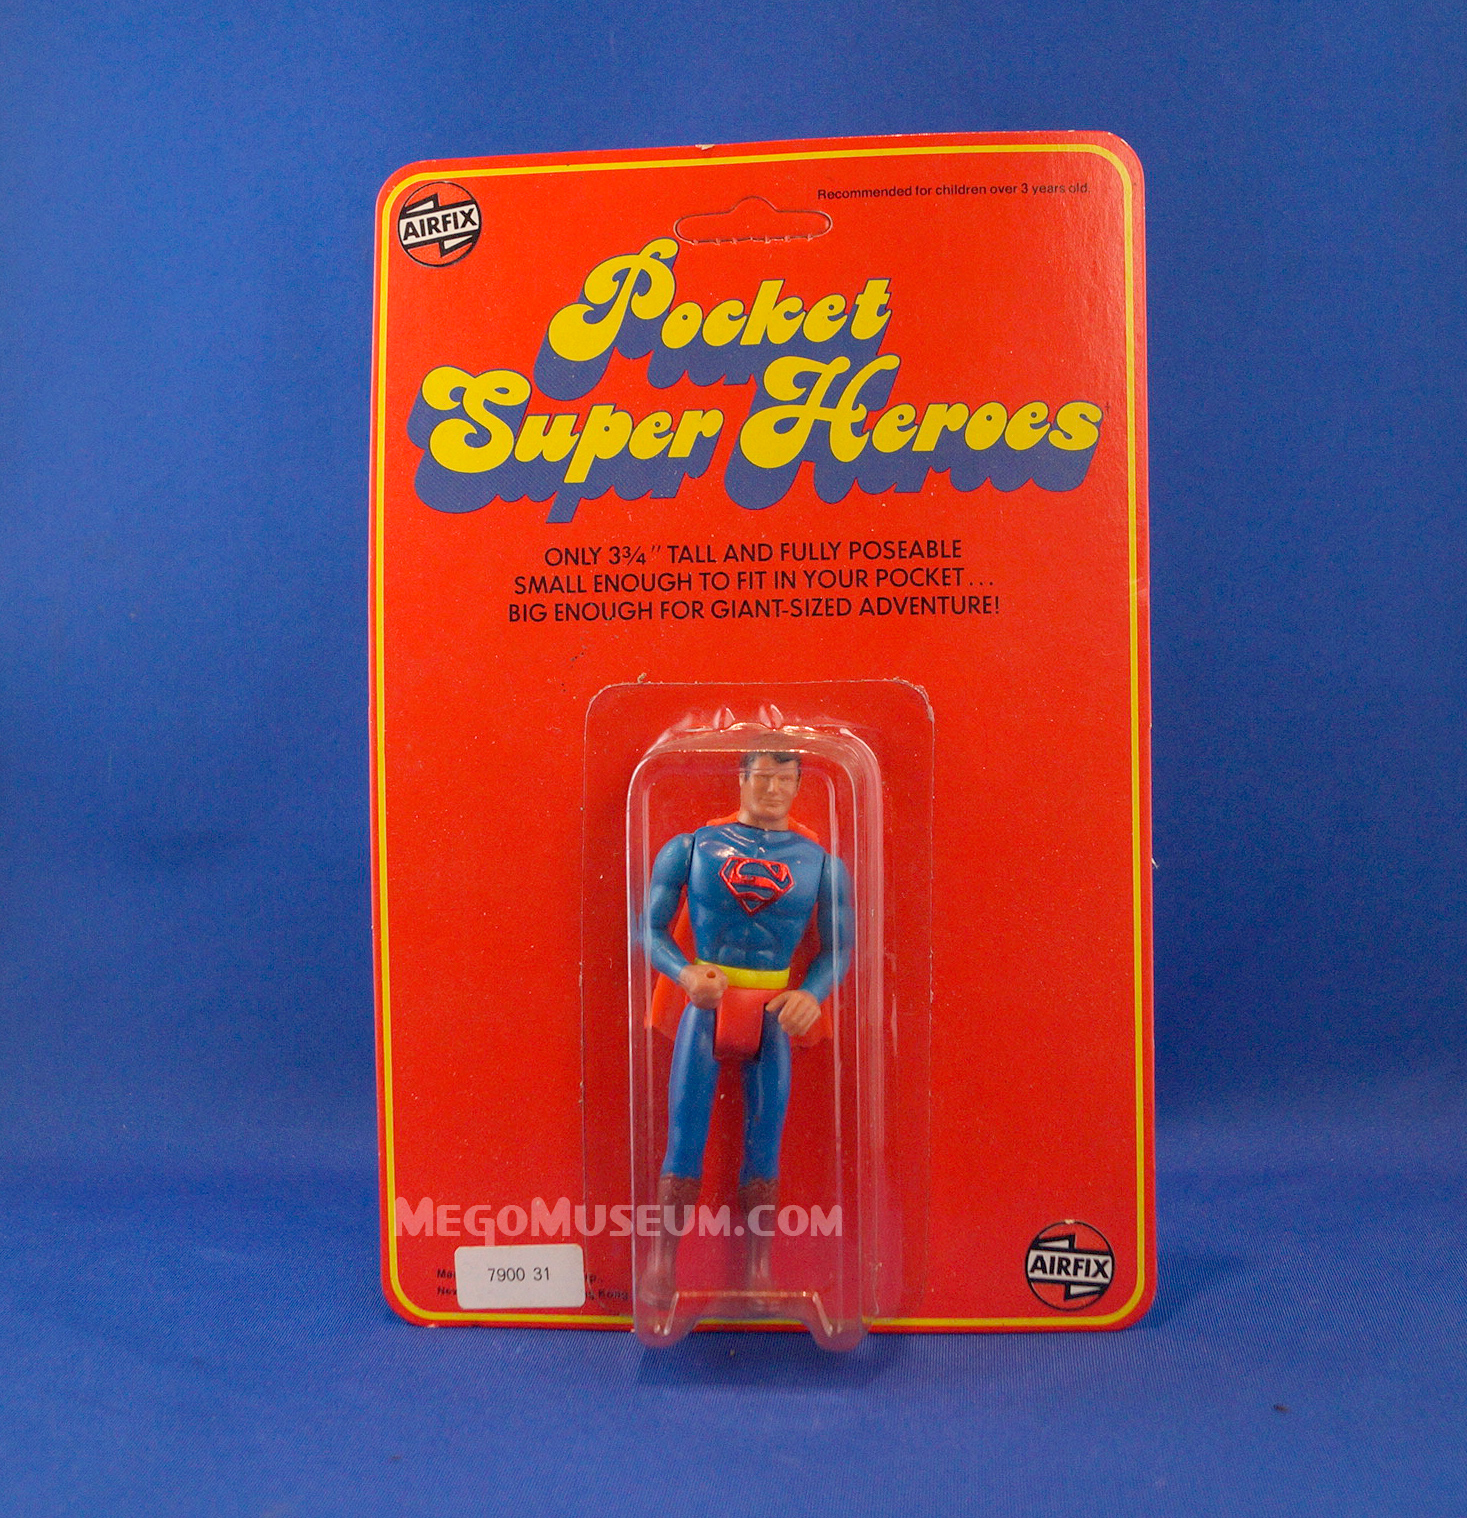 AIRFIX
Recommended for children over 3 years old.
Pocket
Super Heroes
ONLY 3¾" TALL AND FULLY POSEABLE
SMALL ENOUGH TO FIT IN YOUR POCKET...
BIG ENOUGH FOR GIANT-SIZED ADVENTURE!
S
MEGOMUSEUM.COM
7900 31
Kong
AIRFIX